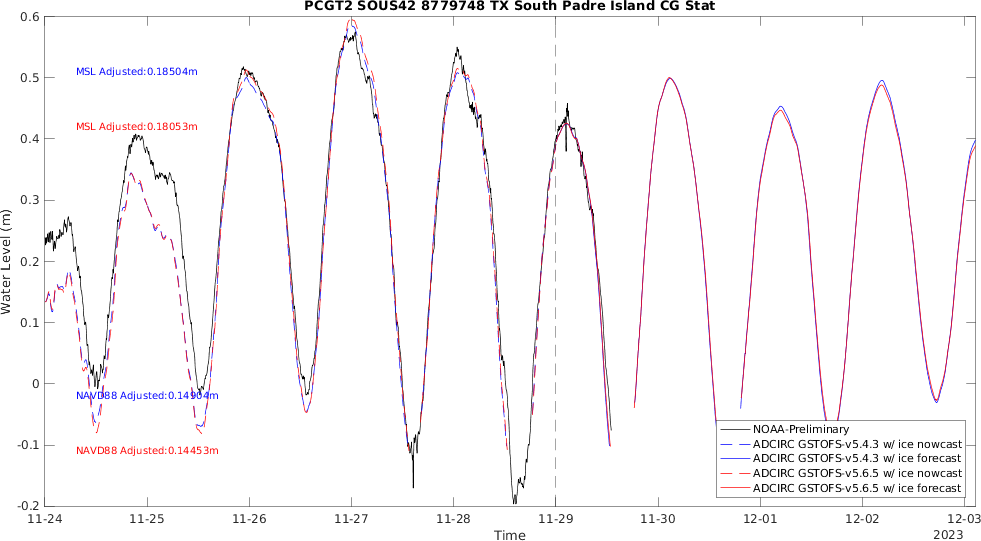 PCGT2 SOUS42 8779748 TX South Padre Island CG Stat
0.6
0.5
0.4
0.3
0.2
0.1
0
-0.1
-0.2
Water Level (m)
MSL Adjusted:0.18504m
MSL Adjusted:0.18053m
NAVD88 Adjusted:0.14904m
NAVD88 Adjusted:0.14453m
NOAA-Preliminary
ADCIRC GSTOFS-v5.4.3 w/ ice nowcast
ADCIRC GSTOFS-v5.4.3 w/ ice forecast
ADCIRC GSTOFS-v5.6.5 w/ ice nowcast
ADCIRC GSTOFS-v5.6.5 w/ ice forecast
11-24 11-25 11-26 11-27 11-28 11-29 11-30 12-01 12-02 12-03
Time 2023